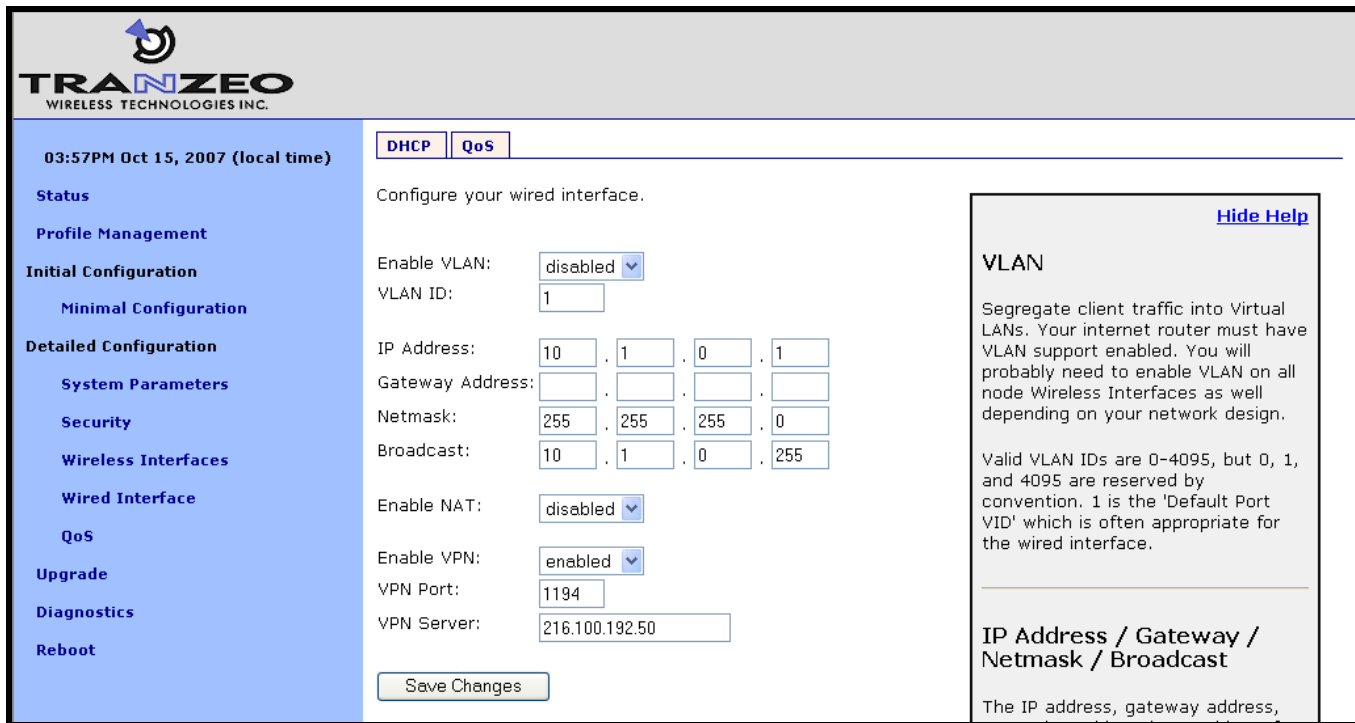 TRANZEO
WIRELESS TECHNOLOGIES INC.
03:57PM Oct 15, 2007 (local time)
Status
Profile Management
Initial Configuration
Minimal Configuration
Detailed Configuration
System Parameters
Security
Wireless Interfaces
Wired Interface
QoS
Upgrade
Diagnostics
Reboot
DHCP QoS
Configure your wired interface.
Enable VLAN: disabled
VLAN ID: 1
IP Address: 10 . 1 . 0 . 1
Gateway Address: . . .
Netmask: 255 . 255 . 255 . 0
Broadcast: 10 . 1 . 0 . 255
Enable NAT: disabled
Enable VPN: enabled
VPN Port: 1194
VPN Server: 216.100.192.50
Save Changes
Hide Help
VLAN
Segregate client traffic into Virtual
LANs. Your internet router must have
VLAN support enabled. You will
probably need to enable VLAN on all
node Wireless Interfaces as well
depending on your network design.
Valid VLAN IDs are 0-4095, but 0, 1,
and 4095 are reserved by
convention. 1 is the 'Default Port
VID' which is often appropriate for
the wired interface.
IP Address / Gateway /
Netmask / Broadcast
The IP address, gateway address,